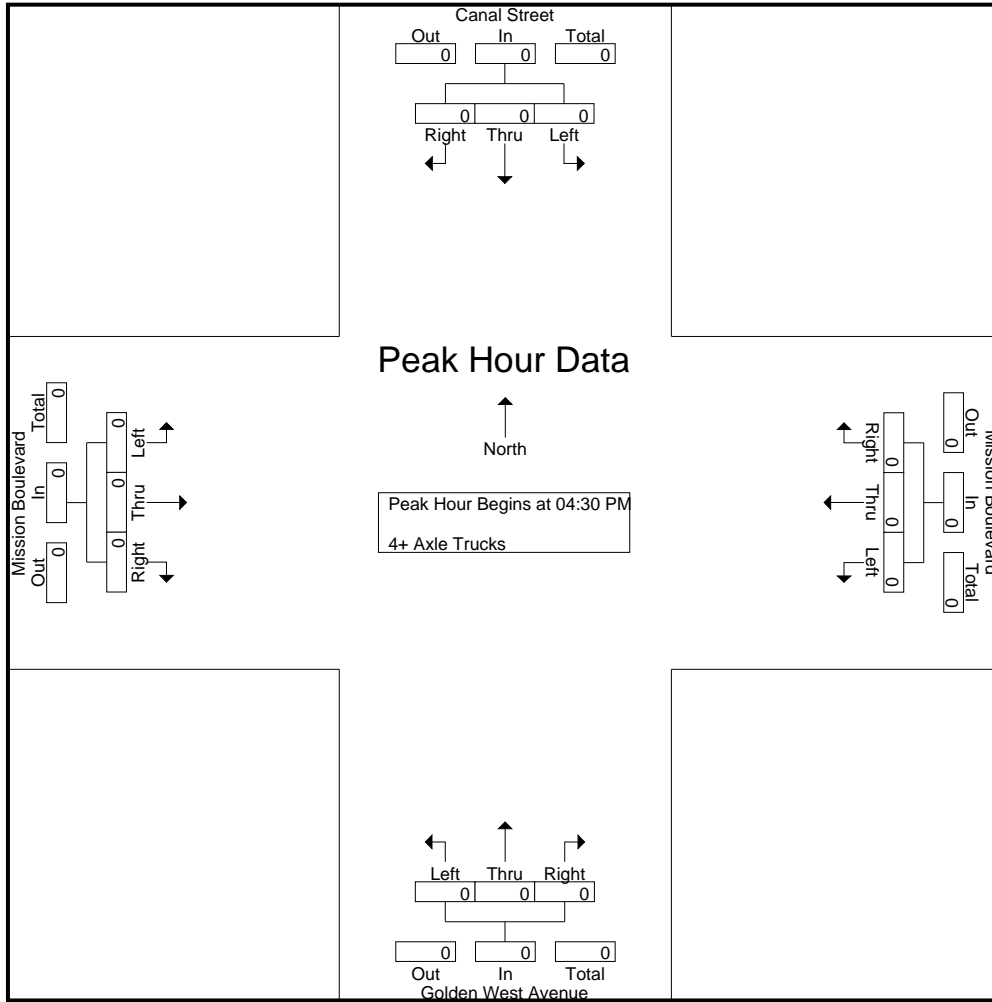 Canal Street
Out In Total
0 0 0
0 0 0
Right Thru Left
Peak Hour Data
North
Peak Hour Begins at 04:30 PM
4+ Axle Trucks
Mission Boulevard
Out In Total
0 0 0
0 0 0
Right Thru Left
Mission Boulevard
Total In Out
0 0 0
0 0 0
Left Thru Right
Left Thru Right
0 0 0
0 0 0
Out In Total
Golden West Avenue